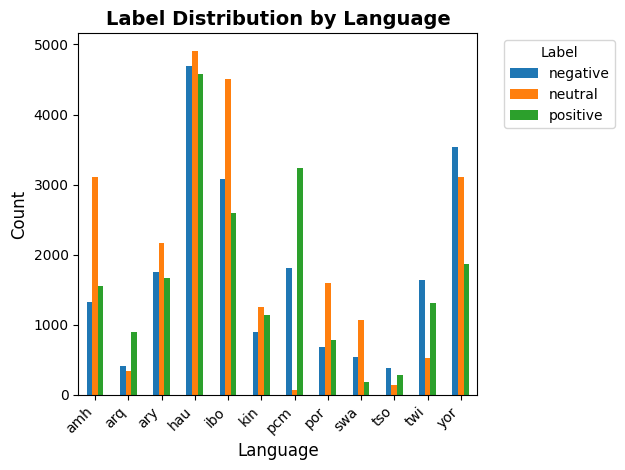 Label Distribution by Language
Label
negative
neutral
positive
Count
5000
4000
3000
2000
1000
0
amh arq ary hau ibo kin pcm por swa tso twi yor
Language